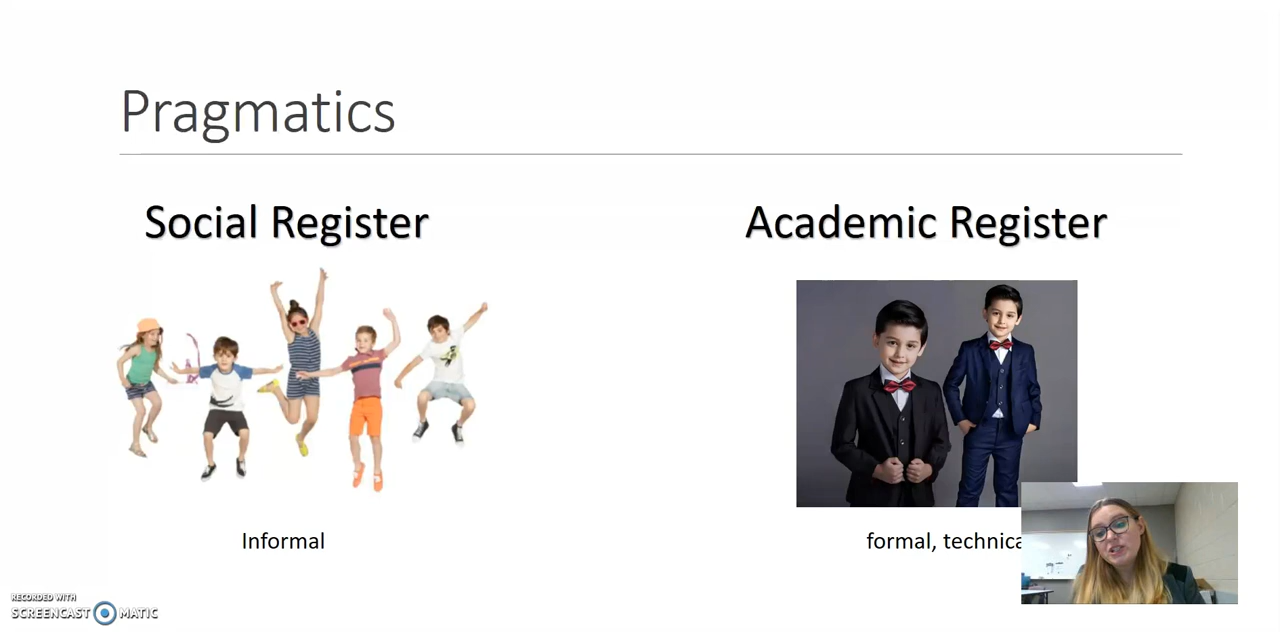 Pragmatics
Social Register
Academic Register
Informal
formal, technica
RECORDED WITH
SCREENCAST MATIC